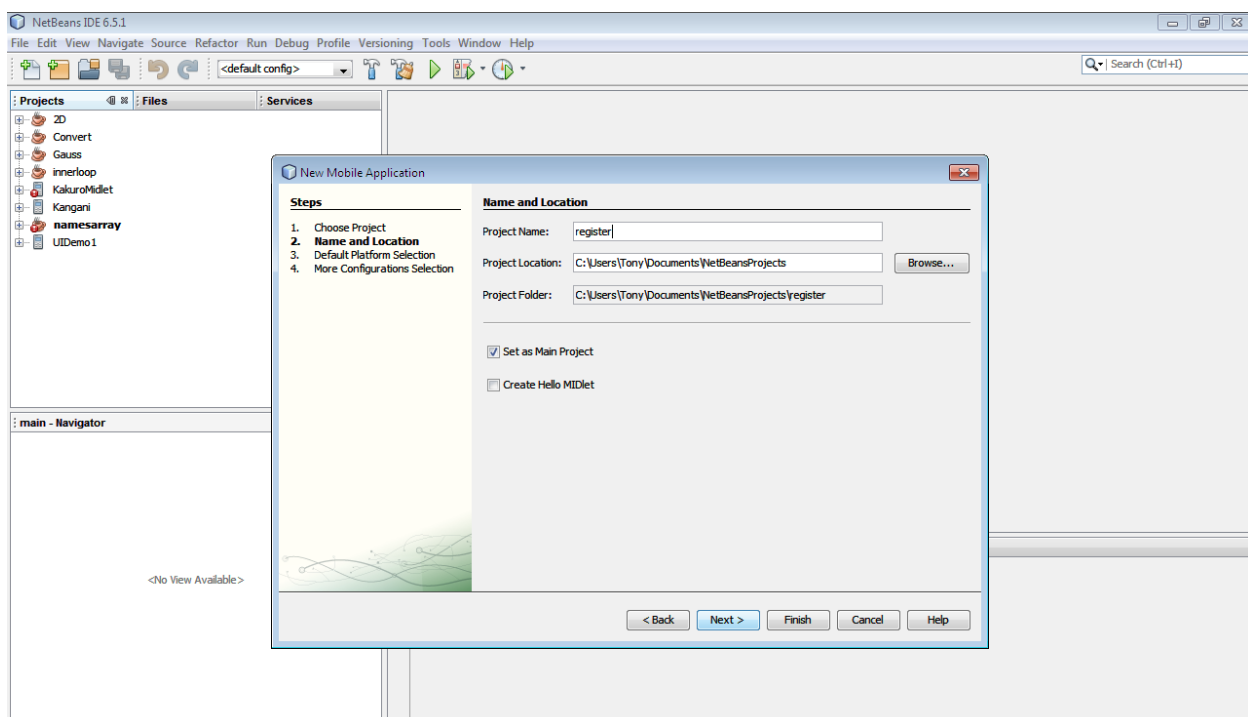 NetBeans IDE 6.5.1
File Edit View Navigate Source Refactor Run Debug Profile Versioning Tools Window Help
<default config>
Search (Ctrl+I)
Projects Files Services
2D
Convert
Gauss
innerloop
KakuroMidlet
Kangani
namesarray
UIDemo1
main - Navigator
<No View Available>
New Mobile Application
Steps
1. Choose Project
2. Name and Location
3. Default Platform Selection
4. More Configurations Selection
Name and Location
Project Name: register
Project Location: C:\Users\Tony\Documents\NetBeansProjects Browse...
Project Folder: C:\Users\Tony\Documents\NetBeansProjects\register
Set as Main Project
Create Hello MIDlet
< Back Next > Finish Cancel Help